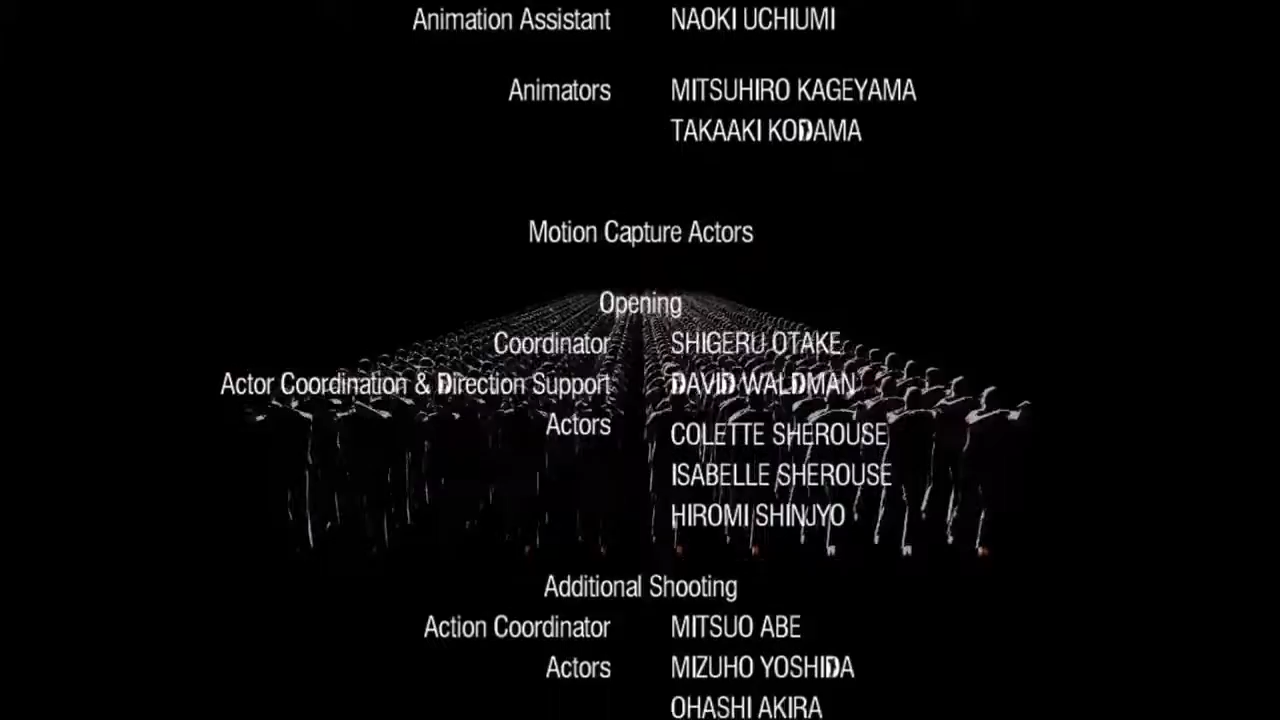 Animation Assistant NAOKI UCHIUMI
Animators MITSUHIRO KAGEYAMA
TAKAAKI KODAMA
Motion Capture Actors
Opening
Coordinator SHIGERU OTAKE
Actor Coordination & Direction Support DAVID WALDMAN
Actors COLETTE SHEROUSE
ISABELLE SHEROUSE
HIROMI SHINJYO
Additional Shooting
Action Coordinator MITSUO ABE
Actors MIZUHO YOSHIDA
OHASHI AKIRA